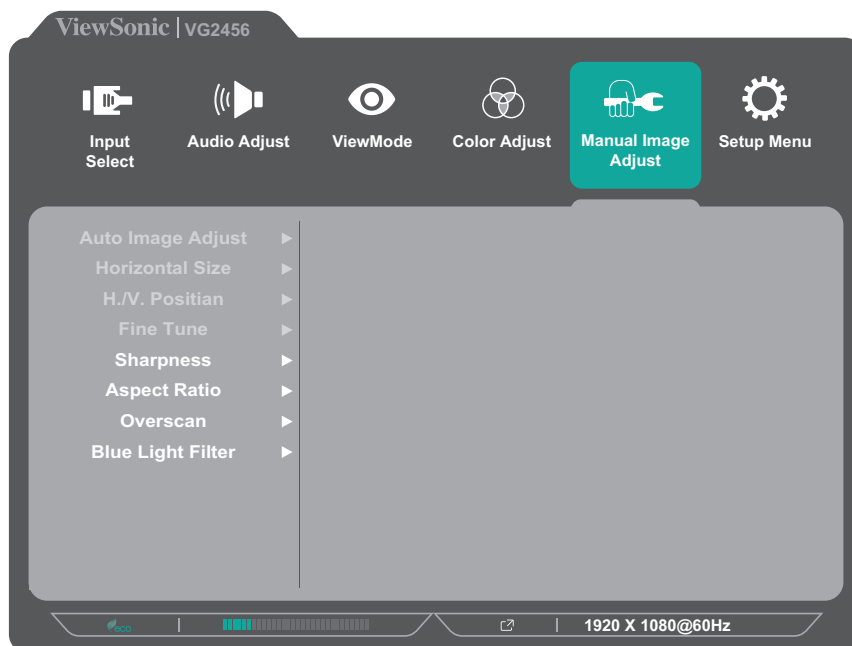 ViewSonic | VG2456
Input
Select
Audio Adjust
ViewMode
Color Adjust
Manual Image
Adjust
Setup Menu
Auto Image Adjust
Horizontal Size
H./V. Positian
Fine Tune
Sharpness
Aspect Ratio
Overscan
Blue Light Filter
eco
1920 X 1080@60Hz